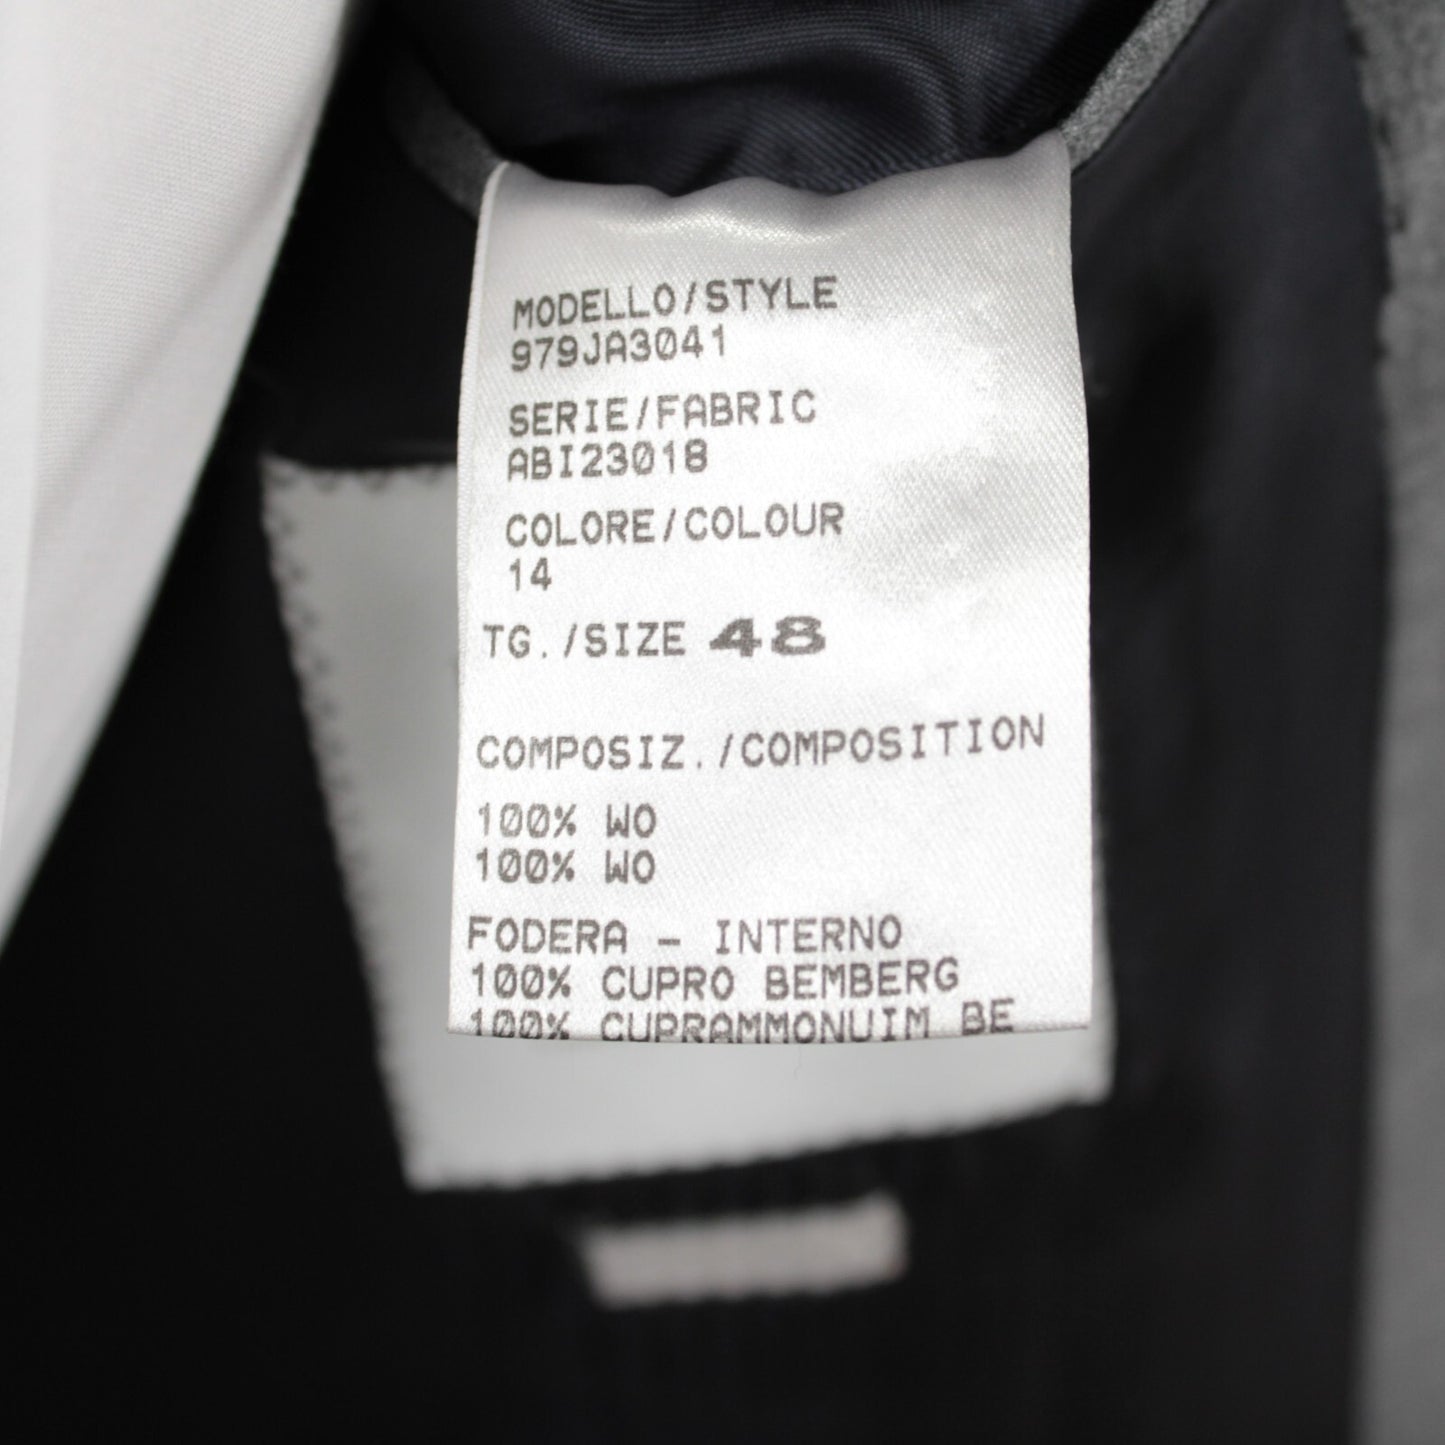 MODELLO/STYLE
979JA3041
SERIE/FABRIC
ABI23018
COLORE/COLOUR
14
TG./SIZE 48
COMPOSIZ./COMPOSITION
100% WO
100% WO
FODERA - INTERNO
100% CUPRO BEMBERG
100% CUPRAMMONUIM BE